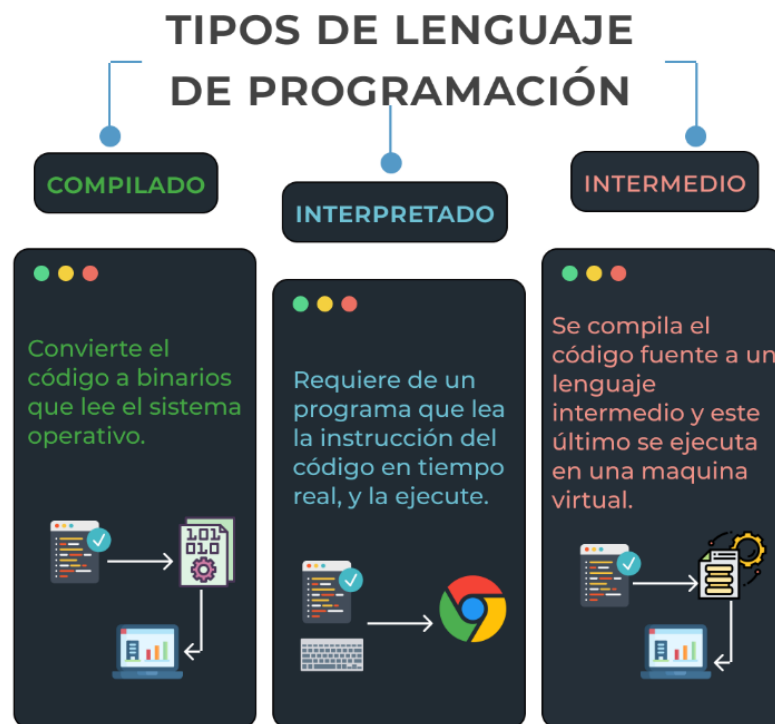 TIPOS DE LENGUAJE
DE PROGRAMACIÓN
COMPILADO
INTERPRETADO
INTERMEDIO
Convierte el
código a binarios
que lee el sistema
operativo.
101
010
Requiere de un
programa que lea
la instrucción del
código en tiempo
real, y la ejecute.
Se compila el
código fuente a un
lenguaje
intermedio y este
último se ejecuta
en una maquina
virtual.